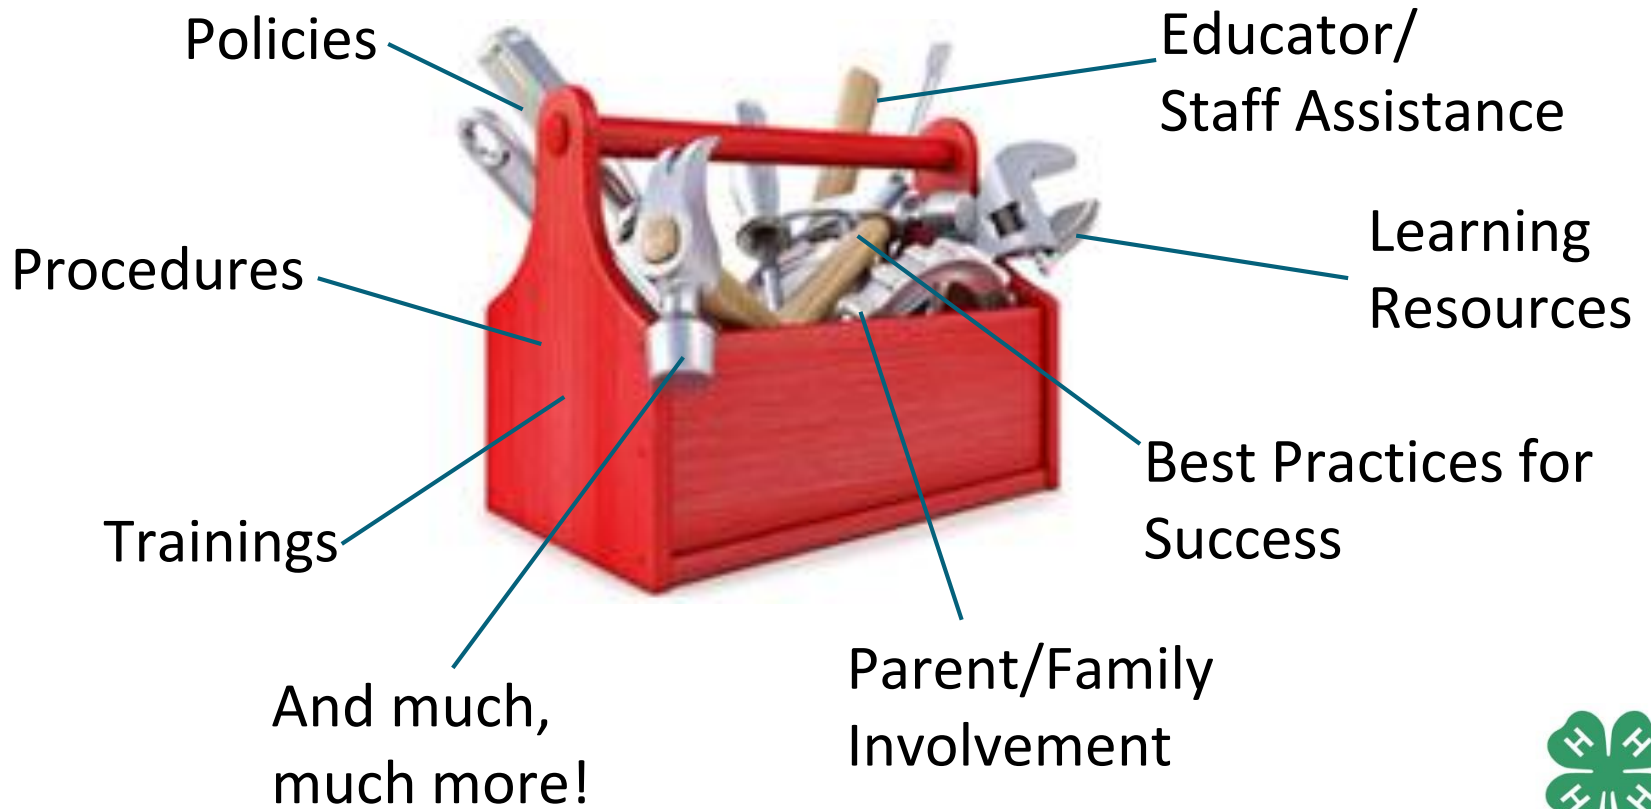 Policies
Educator/
Staff Assistance
Procedures
Learning
Resources
Trainings
Best Practices for
Success
And much,
much more!
Parent/Family
Involvement
H H
H H